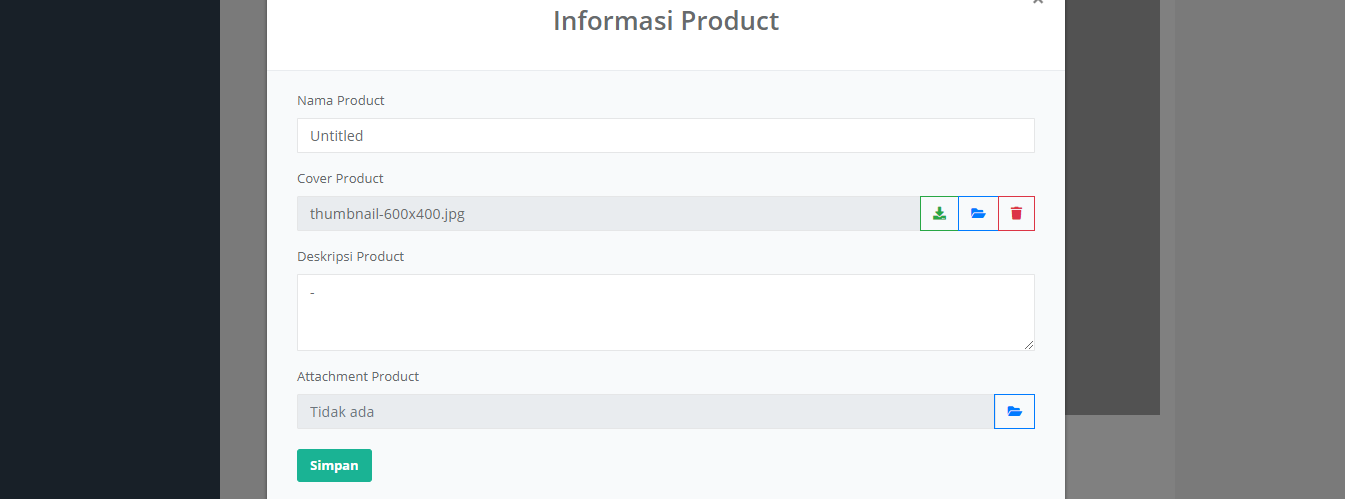 Informasi Product
Nama Product
Untitled
Cover Product
thumbnail-600x400.jpg
Deskripsi Product
-
Attachment Product
Tidak ada
Simpan